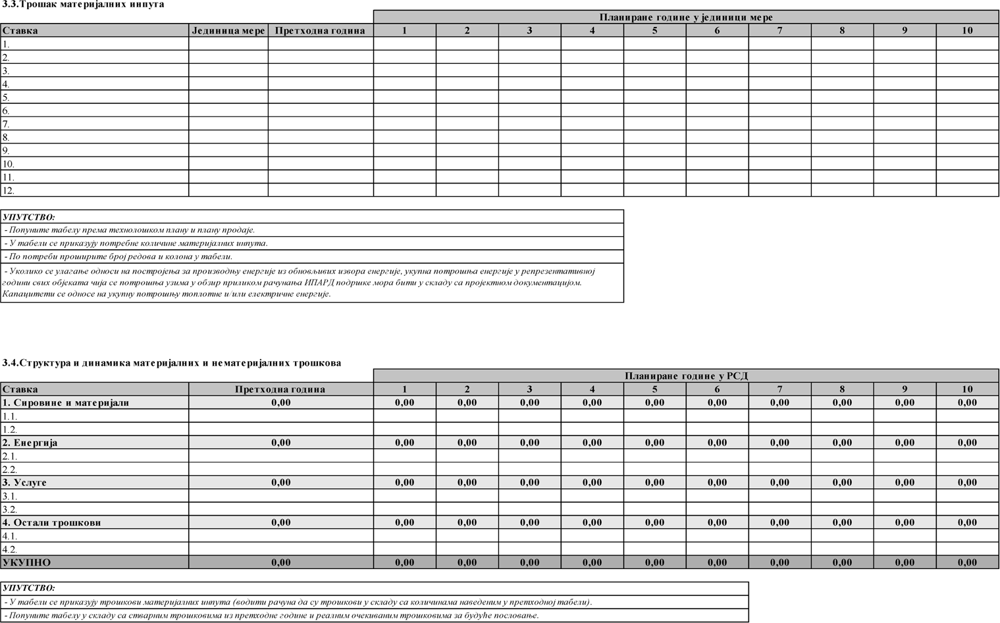 3.3.Трошак материјалних инпута
Планиране године у јединици мере
Ставка Јединица мере Претходна година 1 2 3 4 5 6 7 8 9 10
1.
2.
3.
4.
5.
6.
7.
8.
9.
10.
11.
12.
УПУТСТВО:
- Попуните табелу према технолошком плану и плану продаје.
- У табели се приказују потребне количине материјалних инпута.
- По потреби проширите број редова и колона у табели.
- Уколико се улагање односи на постројења за производњу енергије из обновљивих извора енергије, укупна потрошња енергије у репрезентативној
години свих објеката чија се потрошња узима у обзир приликом рачунања ИПАРД подршке мора бити у складу са пројектном документацијом.
Капацитети се односе на укупну потрошњу топлотне и/или електричне енергије.
3.4.Структура и динамика материјалних и нематеријалних трошкова
Планиране године у РСД
Ставка Претходна година 1 2 3 4 5 6 7 8 9 10
1. Сировине и материјали 0,00 0,00 0,00 0,00 0,00 0,00 0,00 0,00 0,00 0,00 0,00
1.1.
1.2.
2. Енергија 0,00 0,00 0,00 0,00 0,00 0,00 0,00 0,00 0,00 0,00 0,00
2.1.
2.2.
3. Услуге 0,00 0,00 0,00 0,00 0,00 0,00 0,00 0,00 0,00 0,00 0,00
3.1.
3.2.
4. Остали трошкови 0,00 0,00 0,00 0,00 0,00 0,00 0,00 0,00 0,00 0,00 0,00
4.1.
4.2.
УКУПНО 0,00 0,00 0,00 0,00 0,00 0,00 0,00 0,00 0,00 0,00 0,00
УПУТСТВО:
- У табели се приказују трошкови материјалних инпута (водити рачуна да су трошкови у складу са количинама наведеним у претходној табели).
- Попуните табелу у складу са стварним трошковима из претходне године и реалним очекиваним трошковима за будуће пословање.